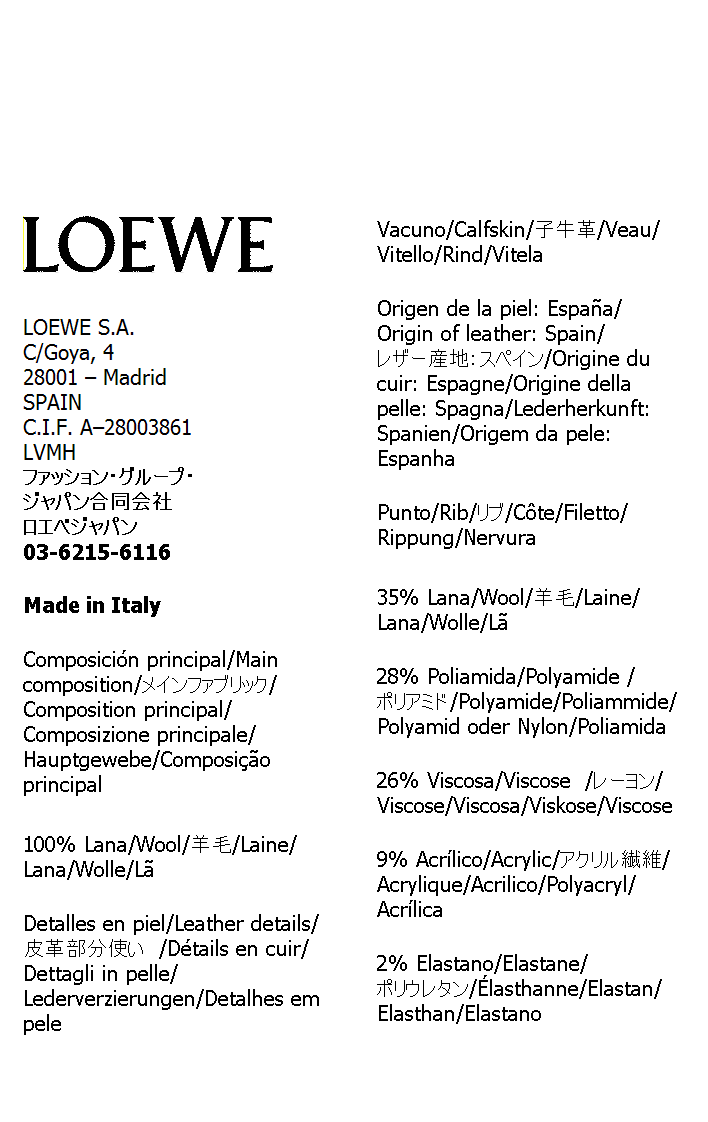 LOEWE
LOEWE S.A.
C/Goya, 4
28001 – Madrid
SPAIN
C.I.F. A–28003861
LVMH
ファッション・グループ・
ジャパン合同会社
ロエベジャパン
03-6215-6116
Made in Italy
Composición principal/Main
composition/メインファブリック/
Composition principal/
Composizione principale/
Hauptgewebe/Composição
principal
100% Lana/Wool/羊毛/Laine/
Lana/Wolle/Lã
Detalles en piel/Leather details/
皮革部分使い /Détails en cuir/
Dettagli in pelle/
Lederverzierungen/Detalhes em
pele
Vacuno/Calfskin/子牛革/Veau/
Vitello/Rind/Vitela
Origen de la piel: España/
Origin of leather: Spain/
レザー産地：スペイン/Origine du
cuir: Espagne/Origine della
pelle: Spagna/Lederherkunft:
Spanien/Origem da pele:
Espanha
Punto/Rib/リブ/Côte/Filetto/
Rippung/Nervura
35% Lana/Wool/羊毛/Laine/
Lana/Wolle/Lã
28% Poliamida/Polyamide /
ポリアミド/Polyamide/Poliammide/
Polyamid oder Nylon/Poliamida
26% Viscosa/Viscose /レーヨン/
Viscose/Viscosa/Viskose/Viscose
9% Acrílico/Acrylic/アクリル繊維/
Acrylique/Acrilico/Polyacryl/
Acrílica
2% Elastano/Elastane/
ポリウレタン/Élasthanne/Elastan/
Elasthan/Elastano